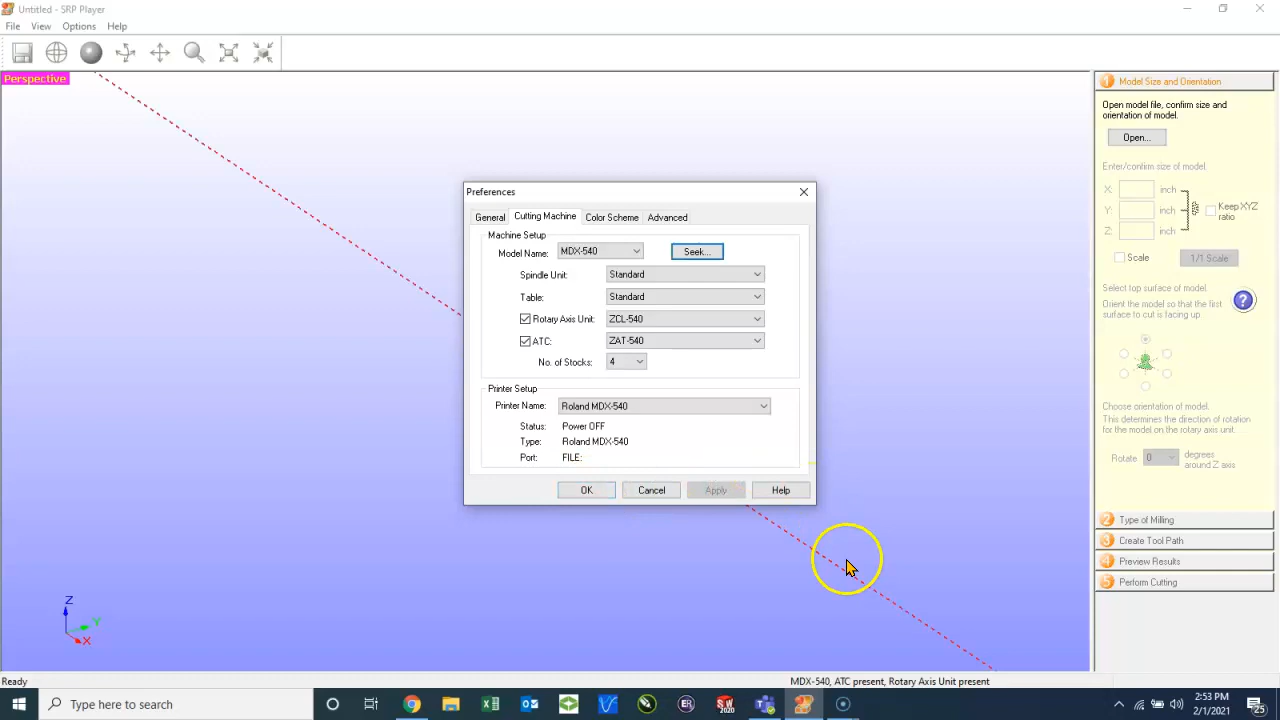 Untitled - SRP Player
File View Options Help
Perspective
Preferences
General Cutting Machine Color Scheme Advanced
Machine Setup
Model Name: MDX-540 Seek...
Spindle Unit: Standard
Table: Standard
Rotary Axis Unit: ZCL-540
ATC: ZAT-540
No. of Stocks: 4
Printer Setup
Printer Name: Roland MDX-540
Status: Power OFF
Type: Roland MDX-540
Port: FILE:
OK Cancel Apply Help
1 Model Size and Orientation
Open model file, confirm size and
orientation of model.
Open...
Enter/confirm size of model.
X: inch
Y: inch
Z: inch
Keep XYZ
ratio
Scale 1/1 Scale
Select top surface of model.
Orient the model so that the first
surface to cut is facing up
?
Choose orientation of model.
This determines the direction of rotation
for the model on the rotary axis unit.
Rotate 0 degrees
around Z axis
2 Type of Milling
3 Create Tool Path
4 Preview Results
5 Perform Cutting
Z
Y
X
Ready MDX-540, ATC present, Rotary Axis Unit present
Type here to search
2:53 PM
2/1/2021
25